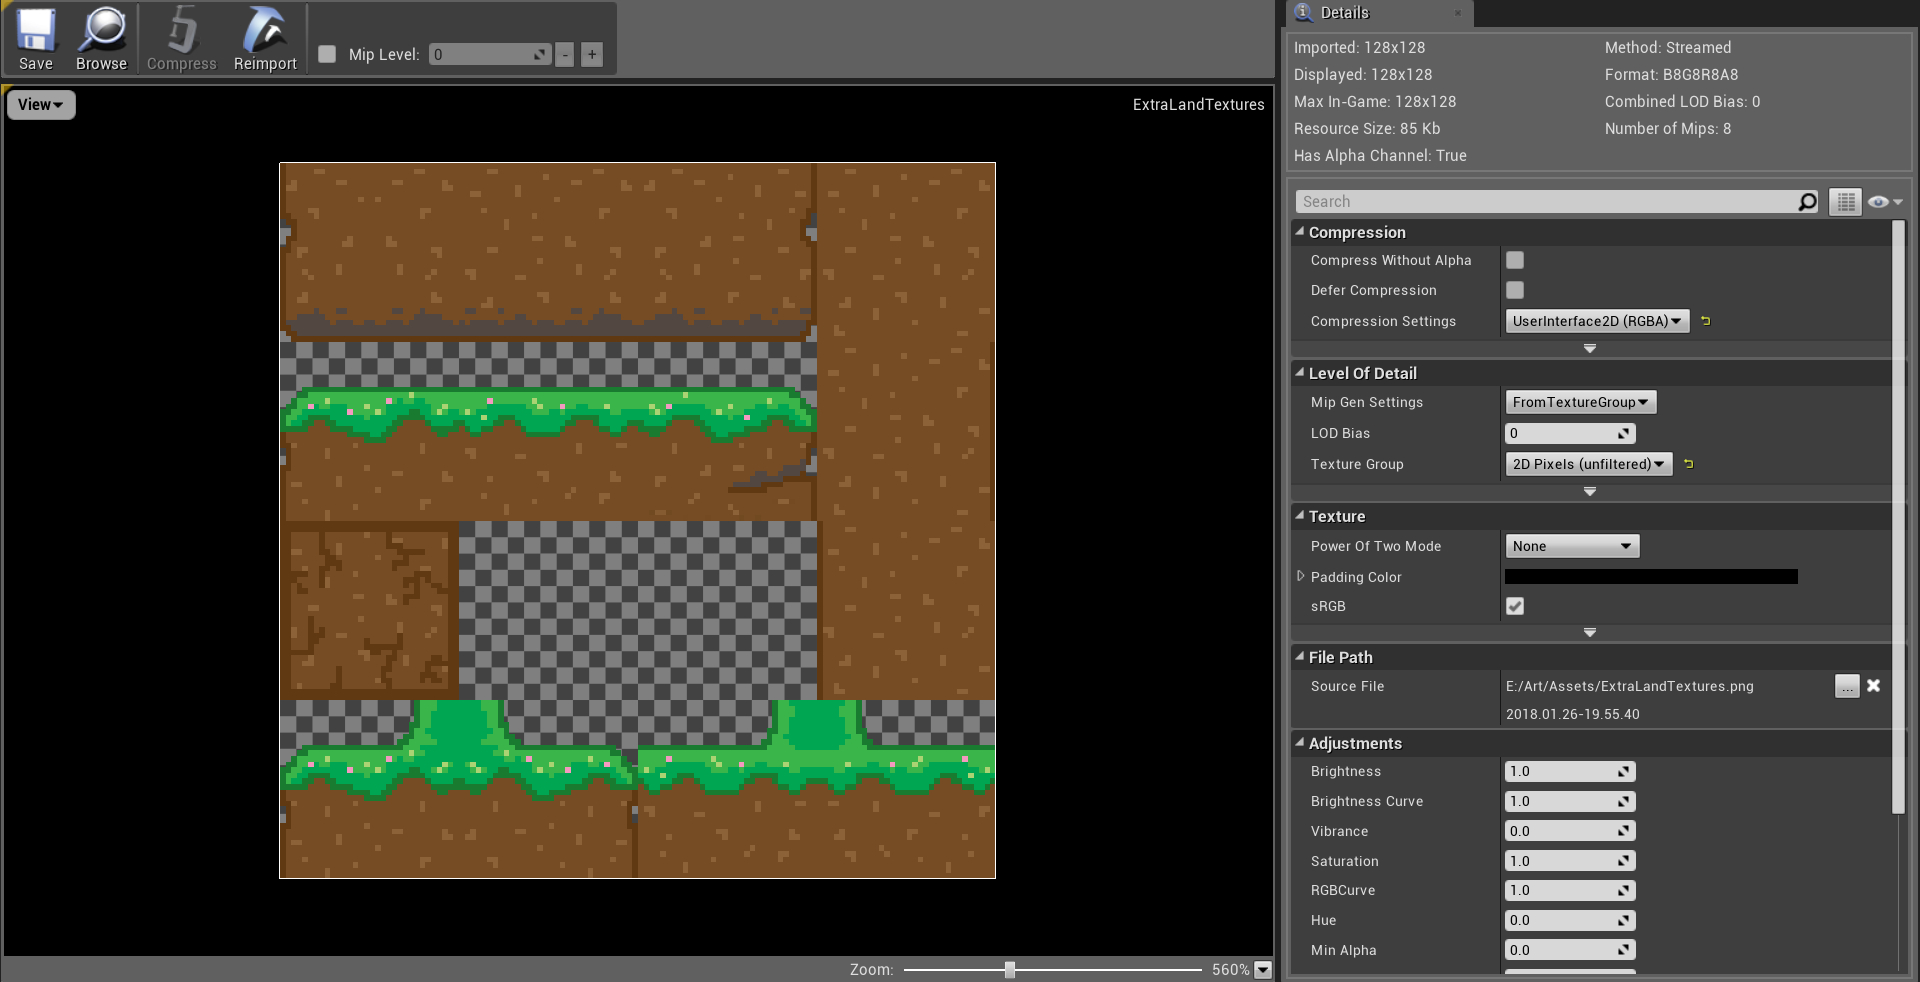 Save
Browse
Compress
Reimport
Mip Level: 0
- +
View
ExtraLandTextures
Zoom: 560%
Details
Imported: 128x128
Method: Streamed
Displayed: 128x128
Format: B8G8R8A8
Max In-Game: 128x128
Combined LOD Bias: 0
Resource Size: 85 Kb
Number of Mips: 8
Has Alpha Channel: True
Search
Compression
Compress Without Alpha
Defer Compression
Compression Settings UserInterface2D (RGBA)
Level Of Detail
Mip Gen Settings FromTextureGroup
LOD Bias 0
Texture Group 2D Pixels (unfiltered)
Texture
Power Of Two Mode None
Padding Color
sRGB
File Path
Source File E:/Art/Assets/ExtraLandTextures.png ...
2018.01.26-19.55.40
Adjustments
Brightness 1.0
Brightness Curve 1.0
Vibrance 0.0
Saturation 1.0
RGBCurve 1.0
Hue 0.0
Min Alpha 0.0